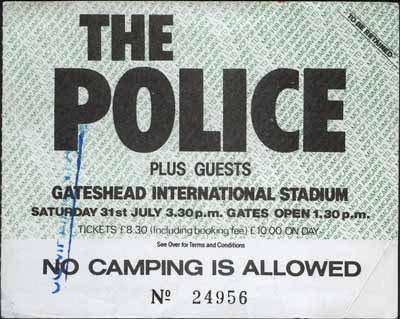 TO BE RETAINED
THE
POLICE
PLUS GUESTS
GATESHEAD INTERNATIONAL STADIUM
SATURDAY 31st JULY 3.30 p.m. GATES OPEN 1.30 p.m.
TICKETS £8.30 (Including booking fee) £10.00 ON DAY
See Over for Terms and Conditions
NO CAMPING IS ALLOWED
Nº 24956